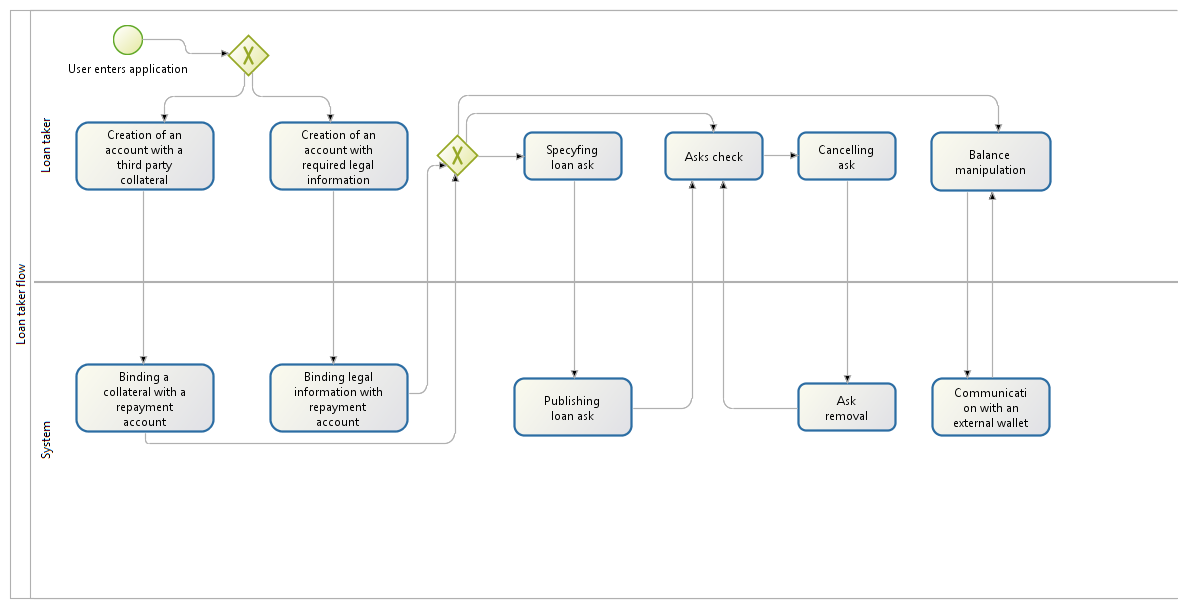 User enters application
Loan taker flow
Loan taker
Creation of an
account with a
third party
collateral
Creation of an
account with
required legal
information
Specyfing
loan ask
Asks check
Cancelling
ask
Balance
manipulation
System
Binding a
collateral with a
repayment
account
Binding legal
information with
repayment
account
Publishing
loan ask
Ask
removal
Communicati
on with an
external wallet